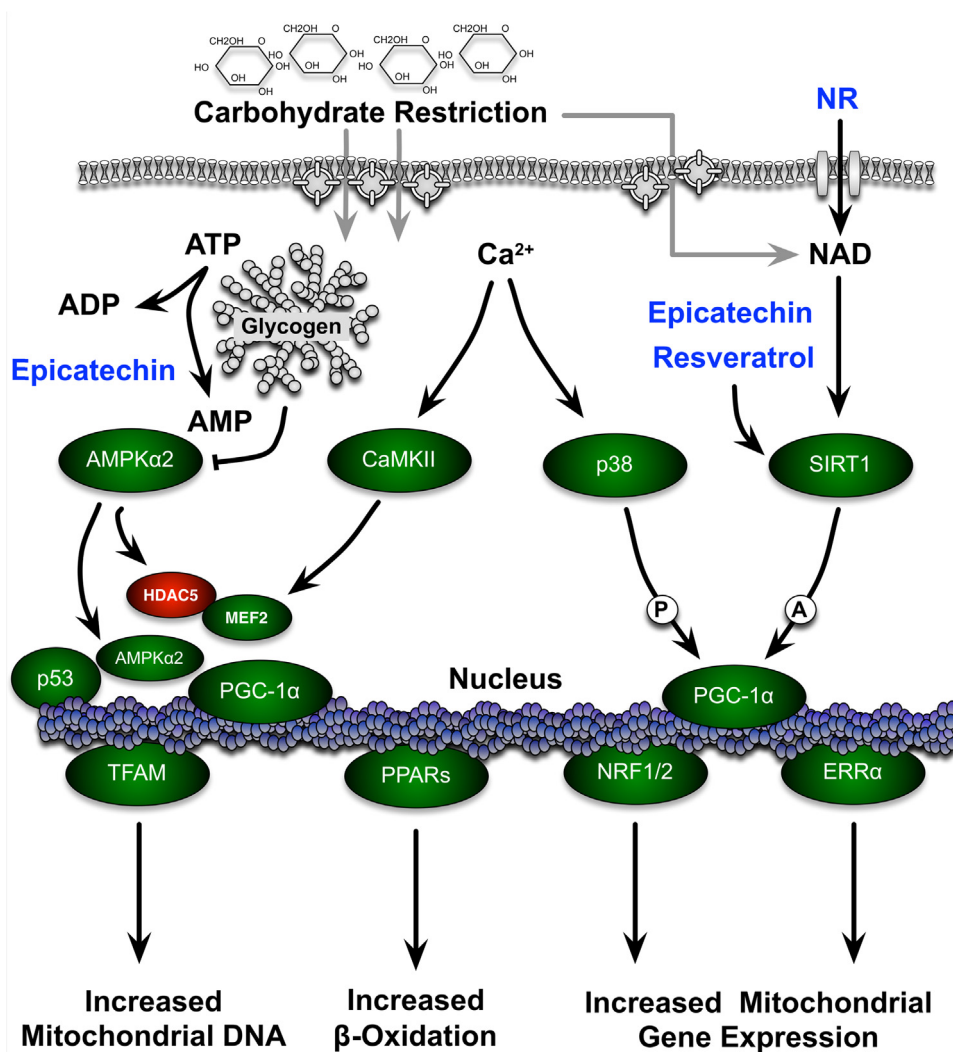 CH2OH O
HO
OH
OH
OH
CH2OH O
HO
OH
OH
OH
CH2OH O
HO
OH
OH
OH
CH2OH O
HO
OH
OH
OH
Carbohydrate Restriction
NR
ATP
ADP
Glycogen
Ca²⁺
NAD
Epicatechin
Resveratrol
Epicatechin
AMP
AMPKα2
CaMKII
p38
SIRT1
HDAC5
MEF2
P
A
p53
AMPKα2
PGC-1α
Nucleus
PGC-1α
TFAM
PPARs
NRF1/2
ERRα
Increased
Mitochondrial DNA
Increased
β-Oxidation
Increased Mitochondrial
Gene Expression